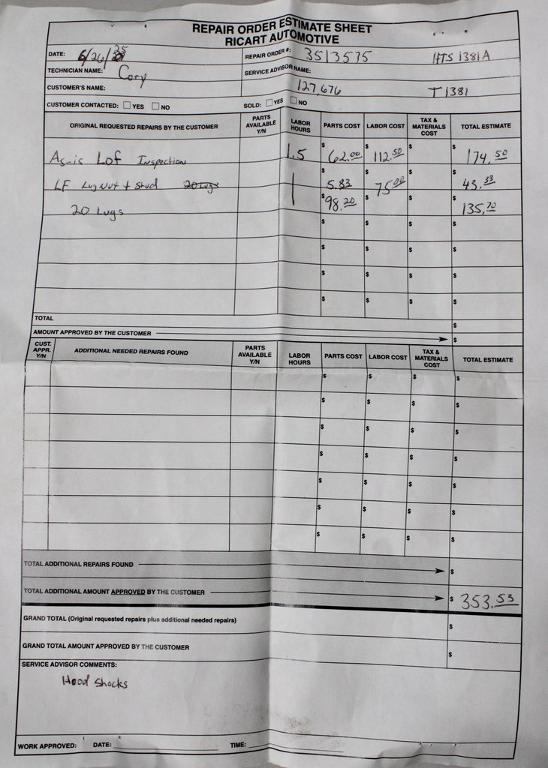 REPAIR ORDER ESTIMATE SHEET
RICART AUTOMOTIVE
DATE: 6/26/25 REPAIR ORDER #: 3513575 HTS 1381A
TECHNICIAN NAME: Cory SERVICE ADVISOR NAME:
CUSTOMER'S NAME: 127,676 T1381
CUSTOMER CONTACTED: ☐ YES ☐ NO SOLD: ☐ YES ☐ NO
ORIGINAL REQUESTED REPAIRS BY THE CUSTOMER PARTS AVAILABLE Y/N LABOR HOURS PARTS COST LABOR COST TAX & MATERIALS COST TOTAL ESTIMATE
As-is Lof Inspection 1.5 $62.00 112.50 $174.50
LF Lug Nut + Stud 20 Lugs 1 $5.83 75.00 $
20 Lugs $98.20 $135.70
$ $ $ $
$ $ $ $
$ $ $ $
$ $ $ $
TOTAL $
AMOUNT APPROVED BY THE CUSTOMER $
CUST. APPR. Y/N ADDITIONAL NEEDED REPAIRS FOUND PARTS AVAILABLE Y/N LABOR HOURS PARTS COST LABOR COST TAX & MATERIALS COST TOTAL ESTIMATE
$ $ $ $
$ $ $ $
$ $ $ $
$ $ $ $
$ $ $ $
$ $ $ $
$ $ $ $
TOTAL ADDITIONAL REPAIRS FOUND $
TOTAL ADDITIONAL AMOUNT APPROVED BY THE CUSTOMER $353.53
GRAND TOTAL (Original requested repairs plus additional needed repairs) $
GRAND TOTAL AMOUNT APPROVED BY THE CUSTOMER $
SERVICE ADVISOR COMMENTS:
Hood shocks
WORK APPROVED: DATE: TIME: